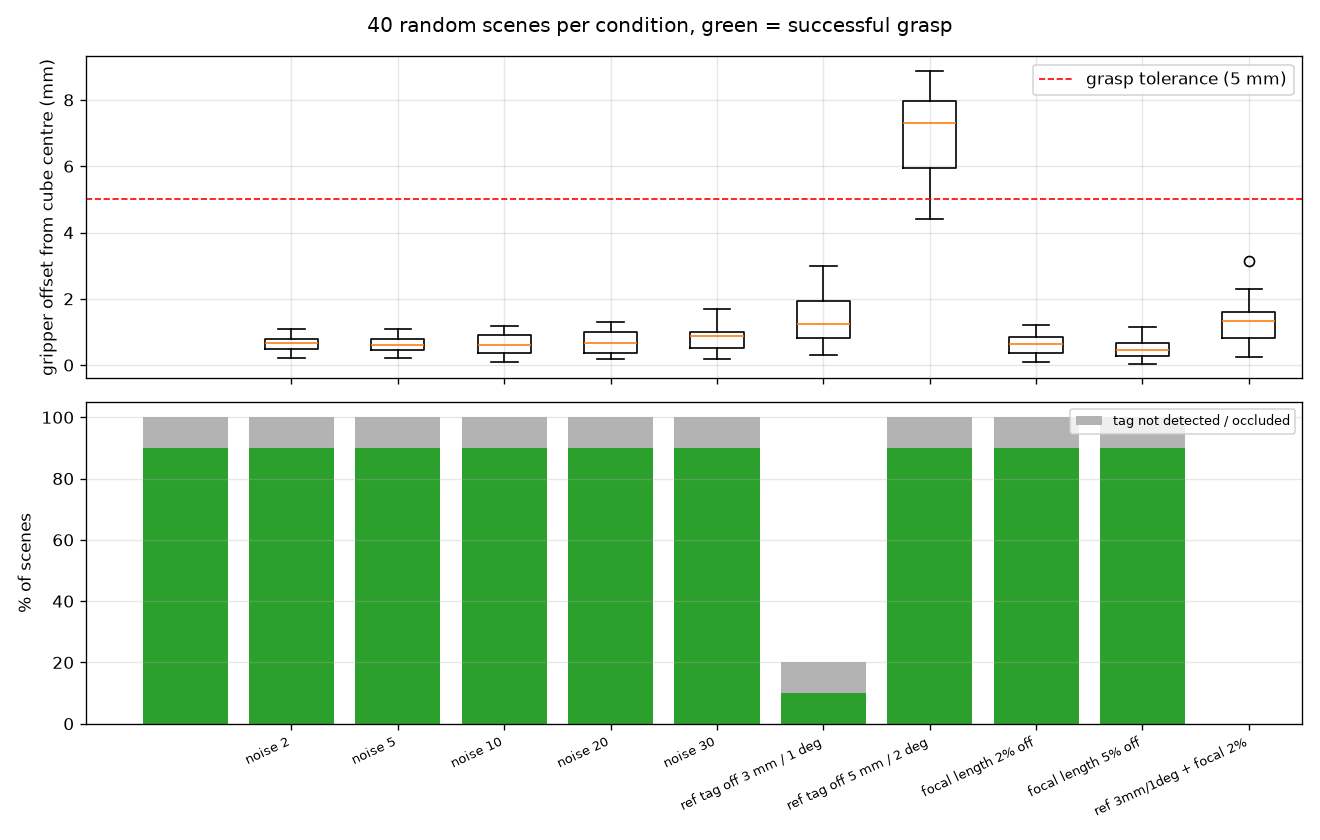 40 random scenes per condition, green = successful grasp
gripper offset from cube centre (mm)
8
6
4
2
0
grasp tolerance (5 mm)
% of scenes
100
80
60
40
20
0
tag not detected / occluded
noise 2
noise 5
noise 10
noise 20
noise 30
ref tag off 3 mm / 1 deg
ref tag off 5 mm / 2 deg
focal length 2% off
focal length 5% off
ref 3mm/1deg + focal 2%